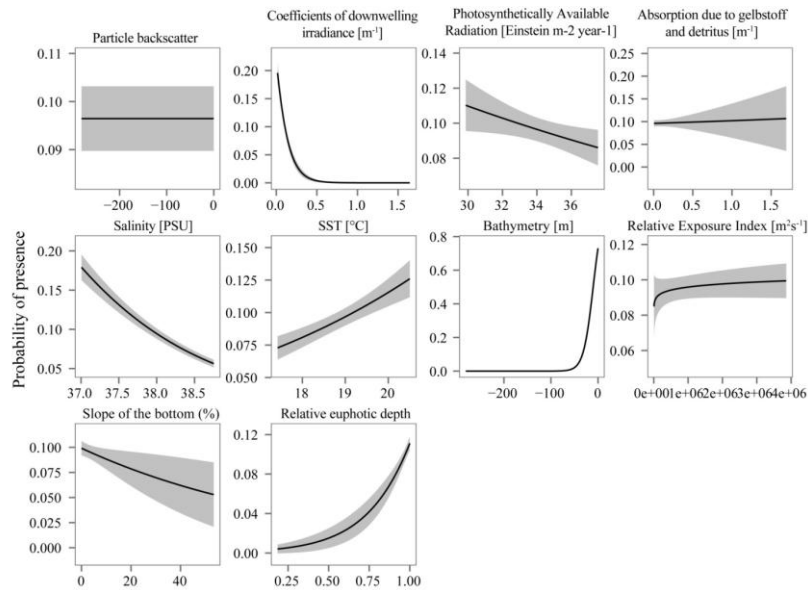 Particle backscatter
0.11
0.10
0.09
−200 −100 0
Coefficients of downwelling
irradiance [m-1]
0.20
0.15
0.10
0.05
0.00
0.0 0.5 1.0 1.5
Photosynthetically Available
Radiation [Einstein m-2 year-1]
0.14
0.12
0.10
0.08
30 32 34 36
Absorption due to gelbstoff
and detritus [m-1]
0.25
0.20
0.15
0.10
0.05
0.00
0.0 0.5 1.0 1.5
Probability of presence
Salinity [PSU]
0.20
0.15
0.10
0.05
37.0 37.5 38.0 38.5
SST [°C]
0.150
0.125
0.100
0.075
0.050
18 19 20
Bathymetry [m]
0.8
0.6
0.4
0.2
0.0
−200 −100 0
Relative Exposure Index [m2s-1]
0.12
0.10
0.08
0.06
0e+001e+062e+063e+064e+06
Slope of the bottom (%)
0.100
0.075
0.050
0.025
0.000
0 20 40
Relative euphotic depth
0.12
0.08
0.04
0.00
0.25 0.50 0.75 1.00